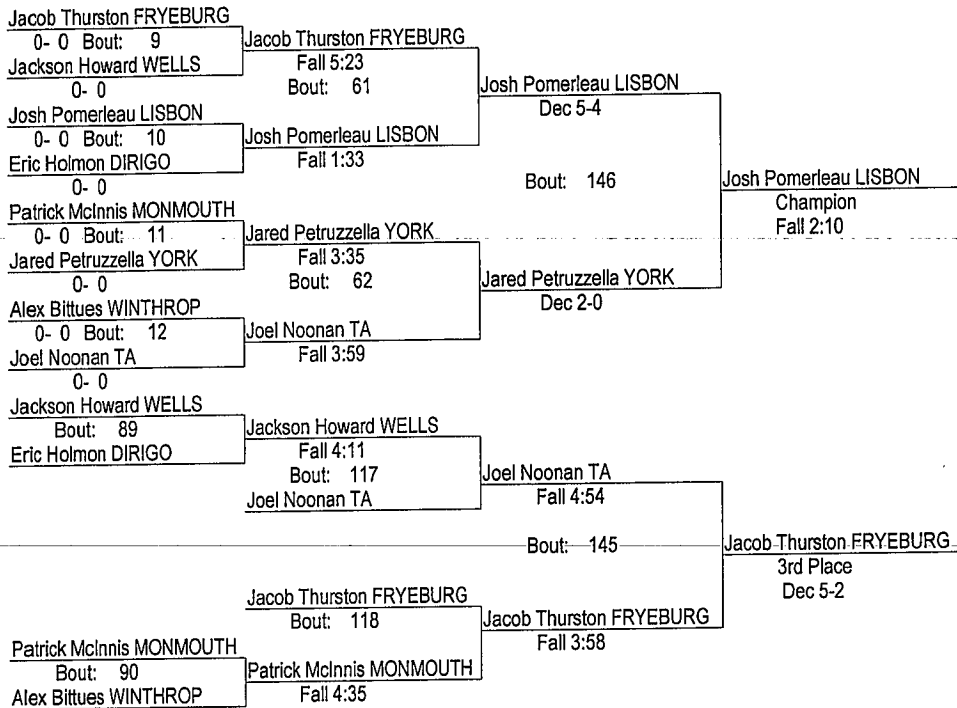 Jacob Thurston FRYEBURG
0- 0 Bout: 9
Jackson Howard WELLS
0- 0
Josh Pomerleau LISBON
0- 0 Bout: 10
Eric Holmon DIRIGO
0- 0
Patrick McInnis MONMOUTH
0- 0 Bout: 11
Jared Petruzzella YORK
0- 0
Alex Bittues WINTHROP
0- 0 Bout: 12
Joel Noonan TA
0- 0
Jacob Thurston FRYEBURG
Fall 5:23
Bout: 61
Josh Pomerleau LISBON
Fall 1:33
Jared Petruzzella YORK
Fall 3:35
Bout: 62
Joel Noonan TA
Fall 3:59
Josh Pomerleau LISBON
Dec 5-4
Bout: 146
Jared Petruzzella YORK
Dec 2-0
Josh Pomerleau LISBON
Champion
Fall 2:10
Jackson Howard WELLS
Bout: 89
Eric Holmon DIRIGO
Jackson Howard WELLS
Fall 4:11
Bout: 117
Joel Noonan TA
Joel Noonan TA
Fall 4:54
Bout: 145
Jacob Thurston FRYEBURG
3rd Place
Dec 5-2
Jacob Thurston FRYEBURG
Bout: 118
Jacob Thurston FRYEBURG
Fall 3:58
Patrick McInnis MONMOUTH
Bout: 90
Alex Bittues WINTHROP
Patrick McInnis MONMOUTH
Fall 4:35